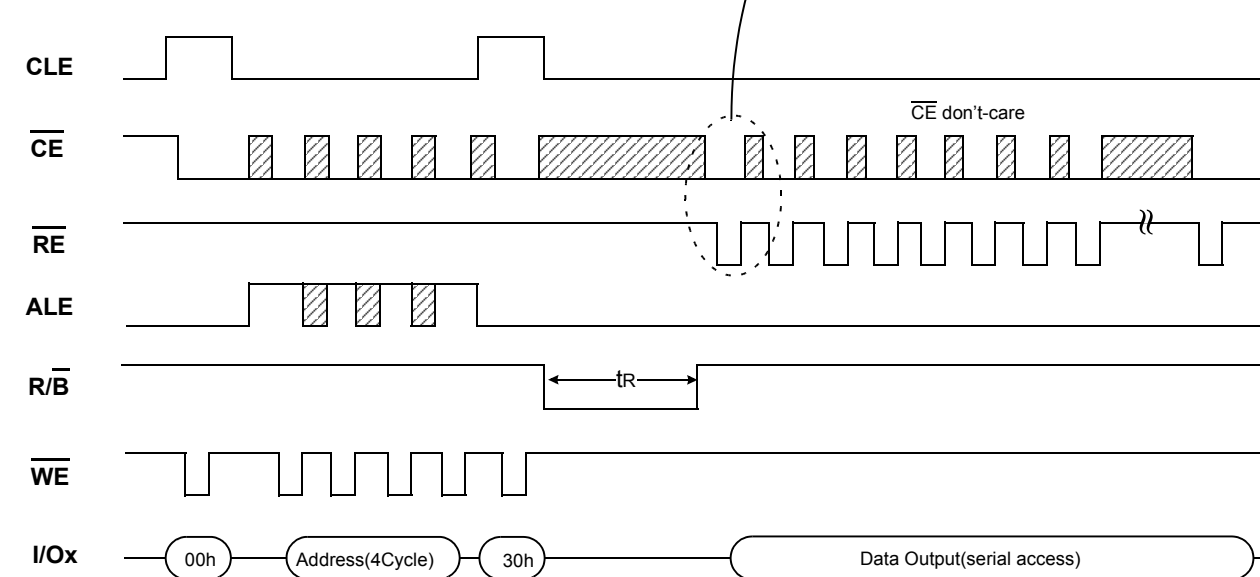 CLE
CE
CE don't-care
RE
ALE
R/B
tR
WE
I/Ox
00h
Address(4Cycle)
30h
Data Output(serial access)